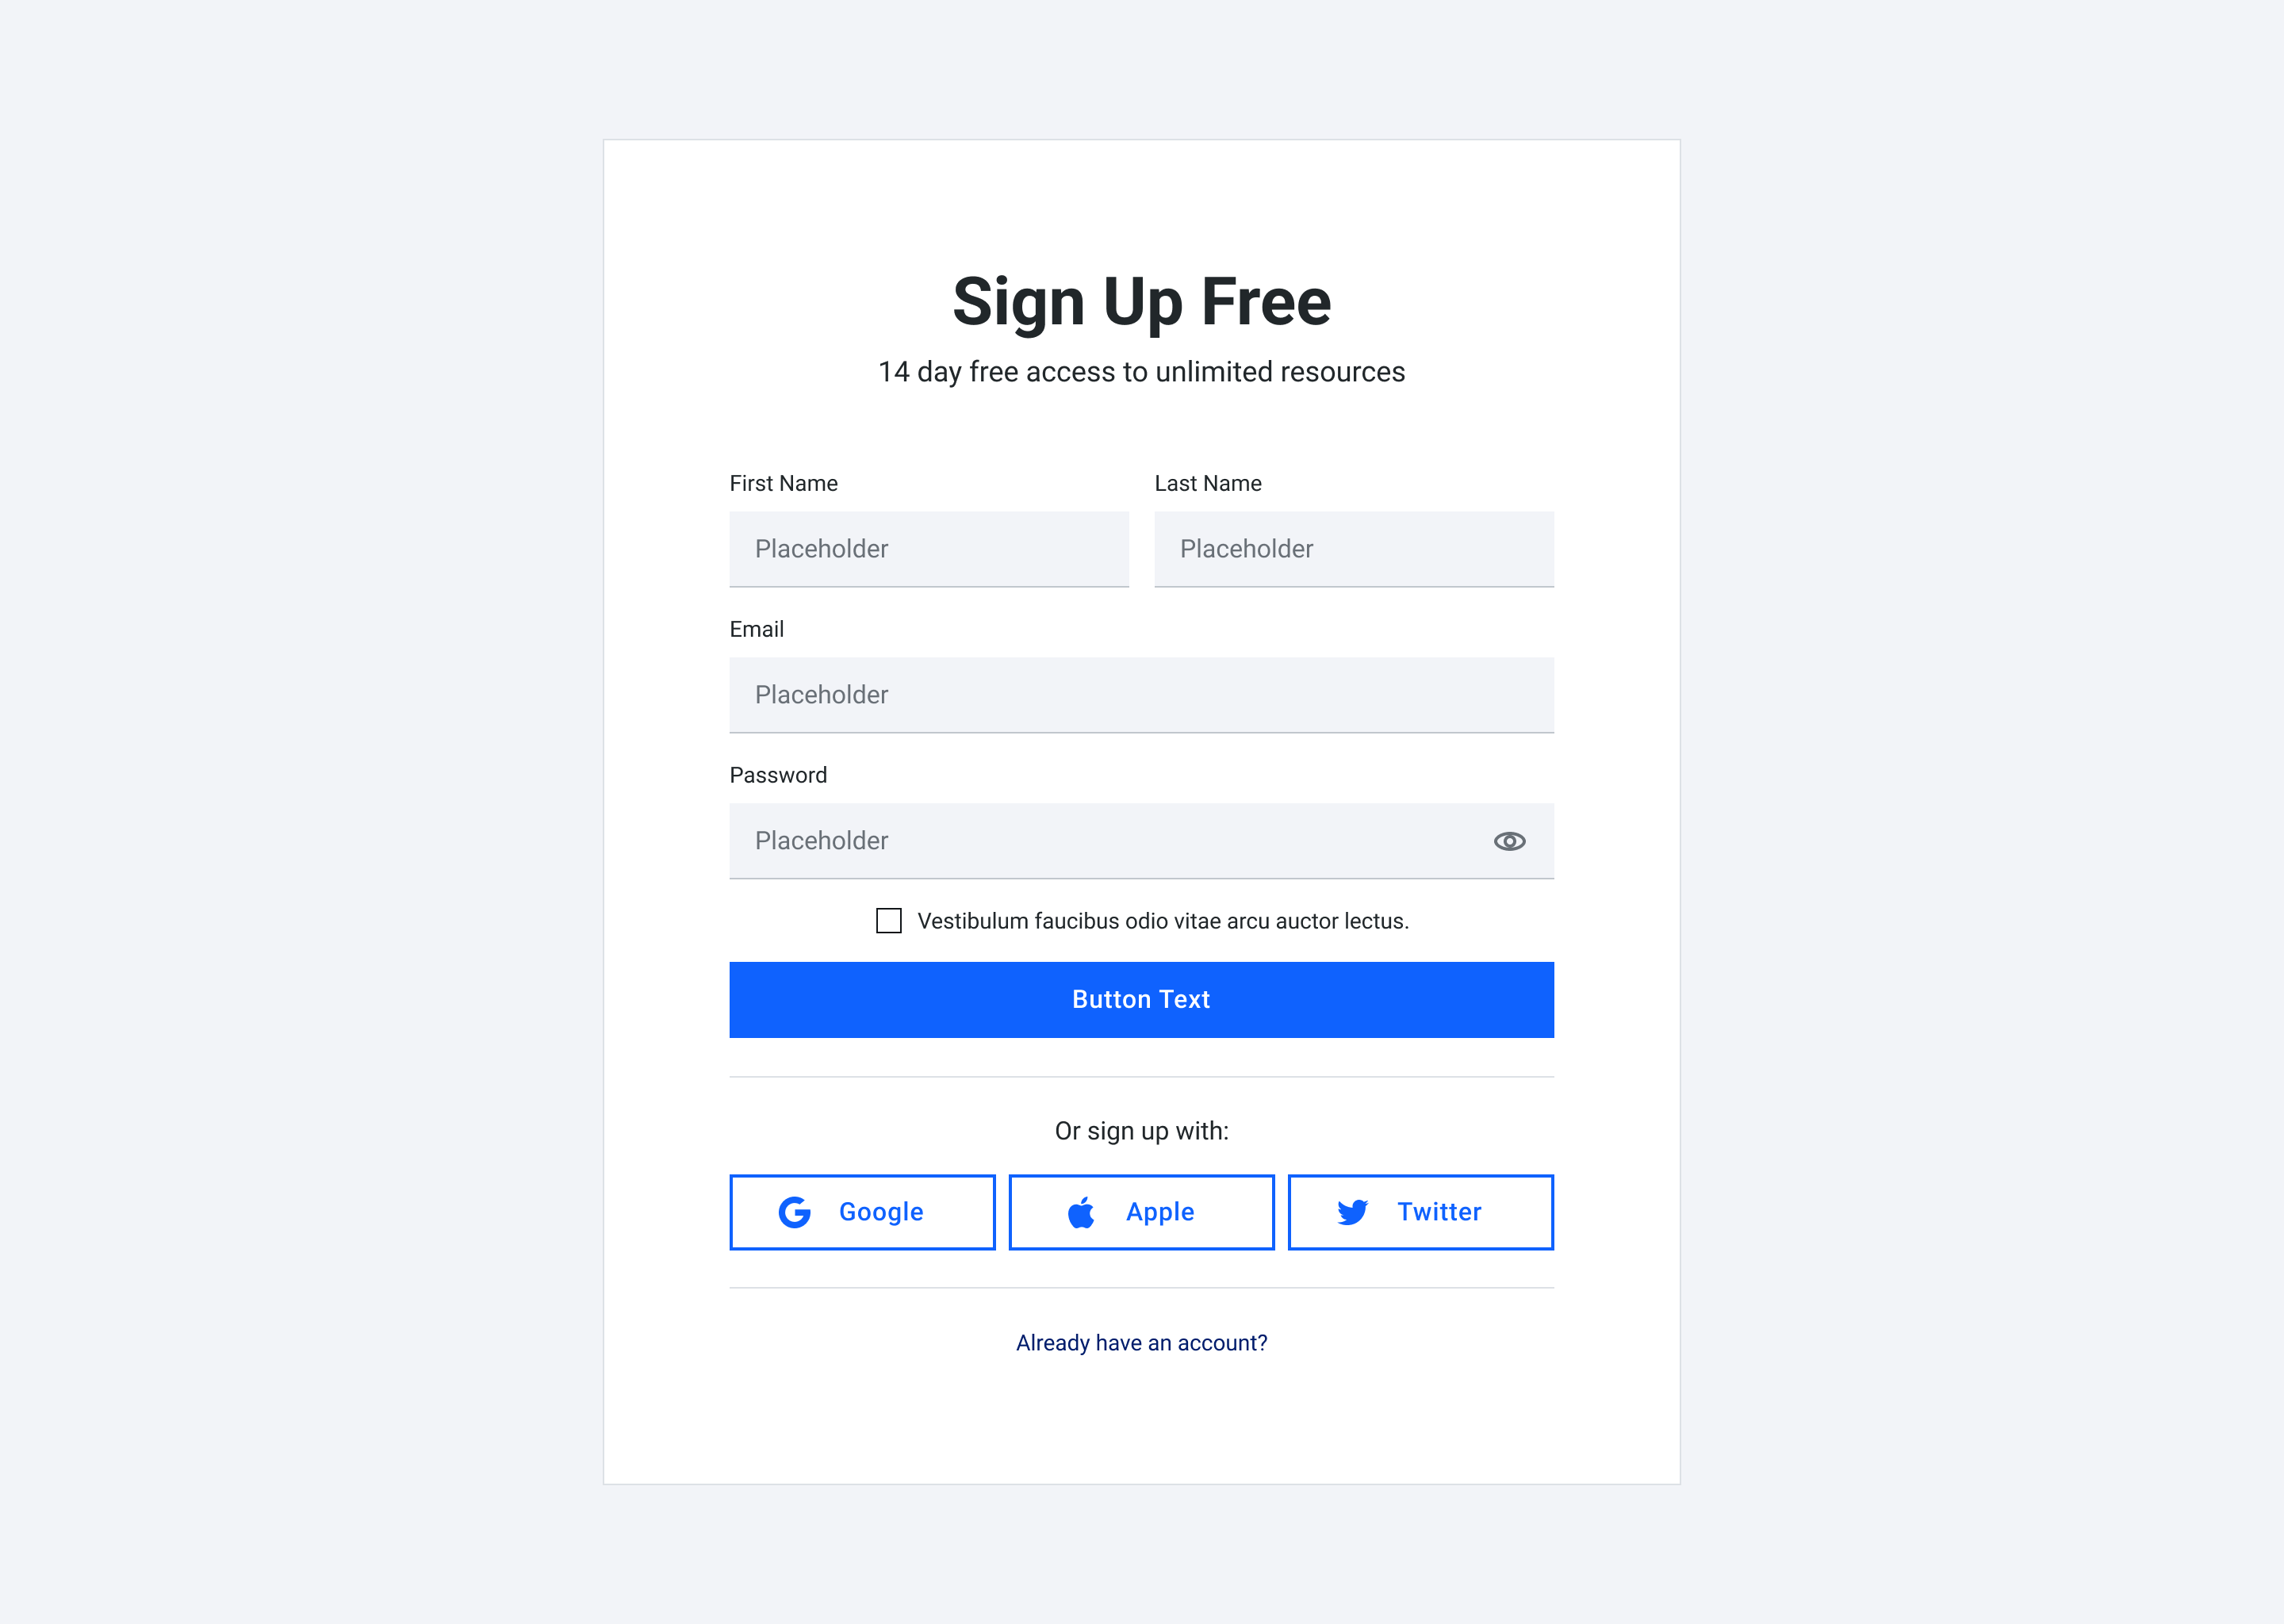 Sign Up Free
14 day free access to unlimited resources
First Name
Last Name
Placeholder
Placeholder
Email
Placeholder
Password
Placeholder
Vestibulum faucibus odio vitae arcu auctor lectus.
Button Text
Or sign up with:
Google
Apple
Twitter
Already have an account?